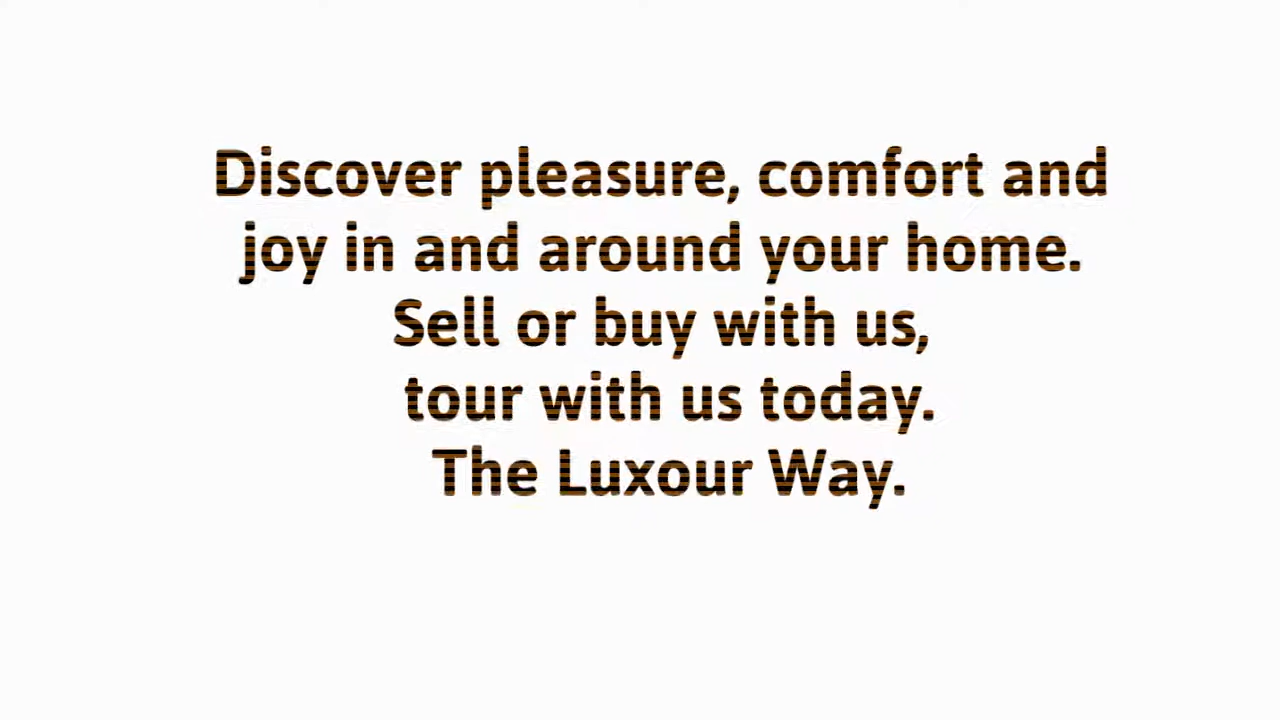 Discover pleasure, comfort and
joy in and around your home.
Sell or buy with us,
tour with us today.
The Luxour Way.